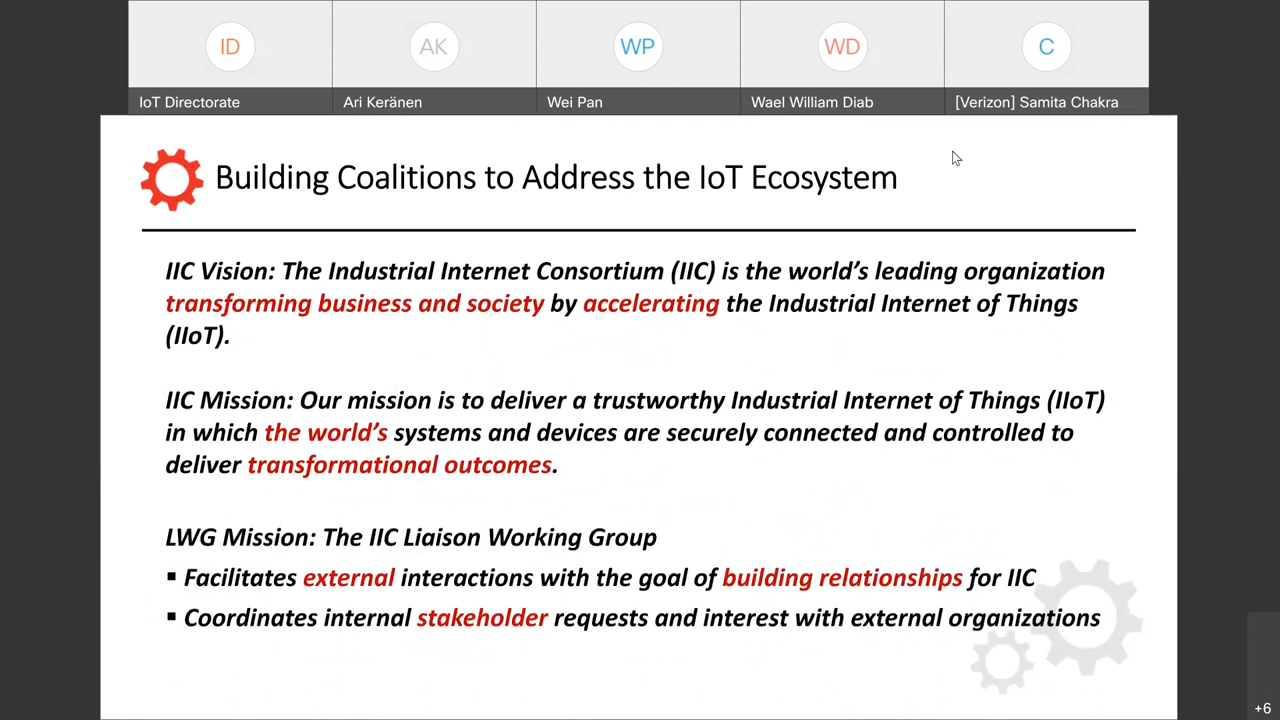 ID
AK
WP
WD
C
IoT Directorate
Ari Keränen
Wei Pan
Wael William Diab
[Verizon] Samita Chakra
Building Coalitions to Address the IoT Ecosystem
IIC Vision: The Industrial Internet Consortium (IIC) is the world’s leading organization
transforming business and society by accelerating the Industrial Internet of Things
(IIoT).
IIC Mission: Our mission is to deliver a trustworthy Industrial Internet of Things (IIoT)
in which the world’s systems and devices are securely connected and controlled to
deliver transformational outcomes.
LWG Mission: The IIC Liaison Working Group
▪ Facilitates external interactions with the goal of building relationships for IIC
▪ Coordinates internal stakeholder requests and interest with external organizations
+6